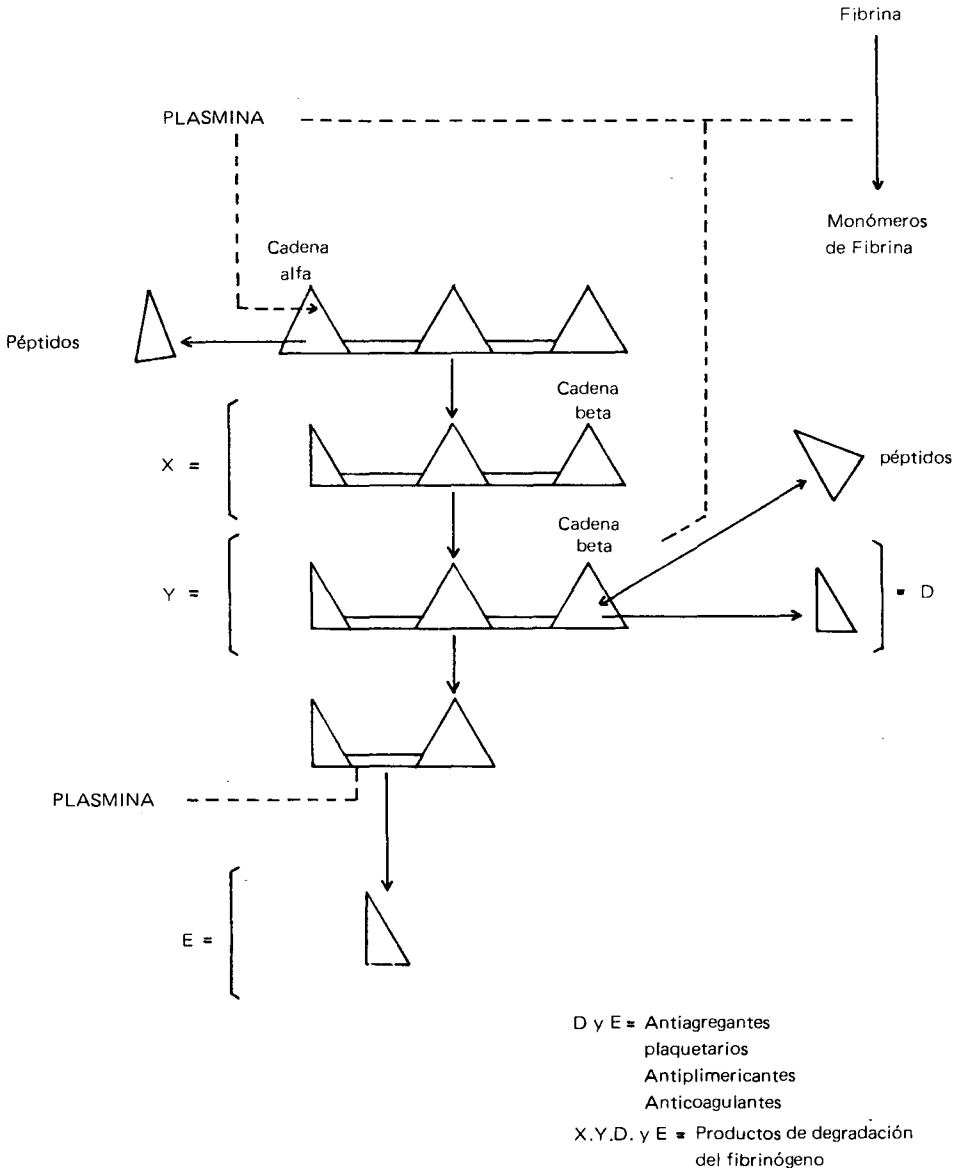 Fibrina
PLASMINA
Monómeros
de Fibrina
Cadena
alfa
Péptidos
Cadena
beta
X =
péptidos
Cadena
beta
Y =
= D
PLASMINA
E =
D y E = Antiagregantes
plaquetarios
Antiplimericantes
Anticoagulantes
X.Y.D. y E = Productos de degradación
del fibrinógeno